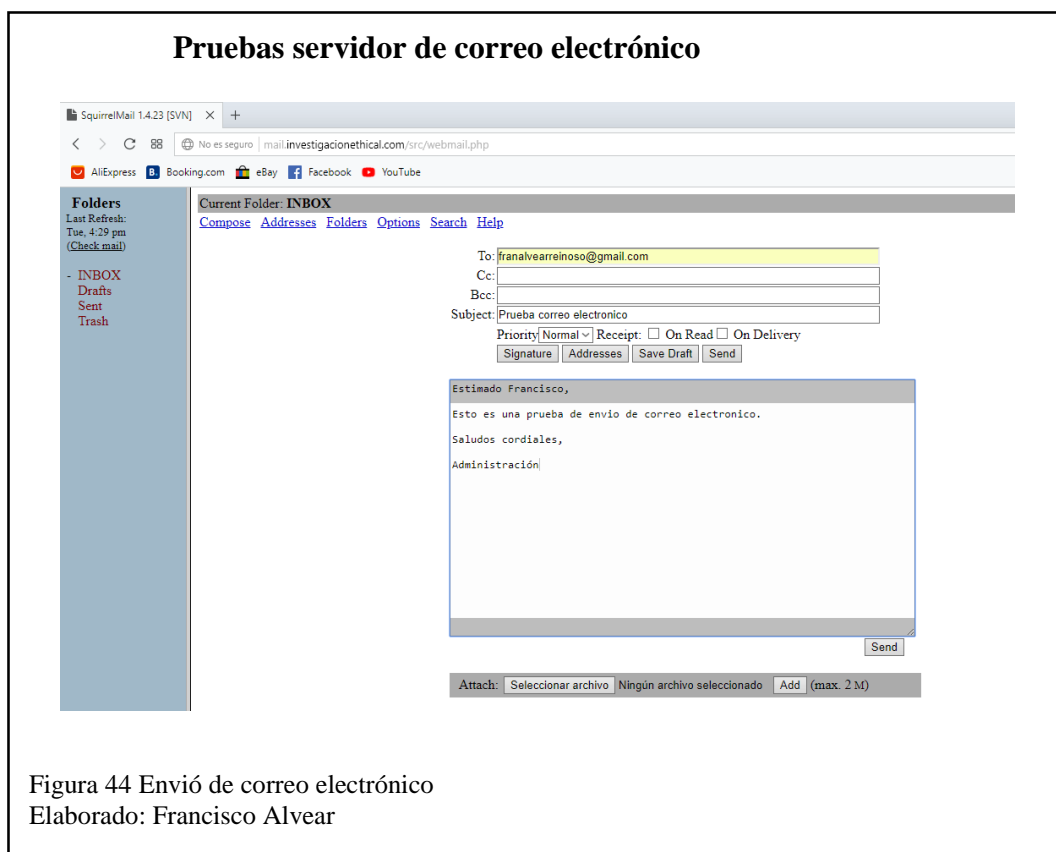 Pruebas servidor de correo electrónico
SquirrelMail 1.4.23 [SVN]
No es seguro | mail.investigacionethical.com/src/webmail.php
AliExpress B. Booking.com eBay Facebook YouTube
Folders
Last Refresh:
Tue, 4:29 pm
(Check mail)
- INBOX
Drafts
Sent
Trash
Current Folder: INBOX
Compose Addresses Folders Options Search Help
To: franalvearreinoso@gmail.com
Cc:
Bcc:
Subject: Prueba correo electronico
Priority Normal Receipt: On Read On Delivery
Signature Addresses Save Draft Send
Estimado Francisco,
Esto es una prueba de envio de correo electronico.
Saludos cordiales,
Administración
Send
Attach: Seleccionar archivo Ningún archivo seleccionado Add (max. 2 M)
Figura 44 Envió de correo electrónico
Elaborado: Francisco Alvear